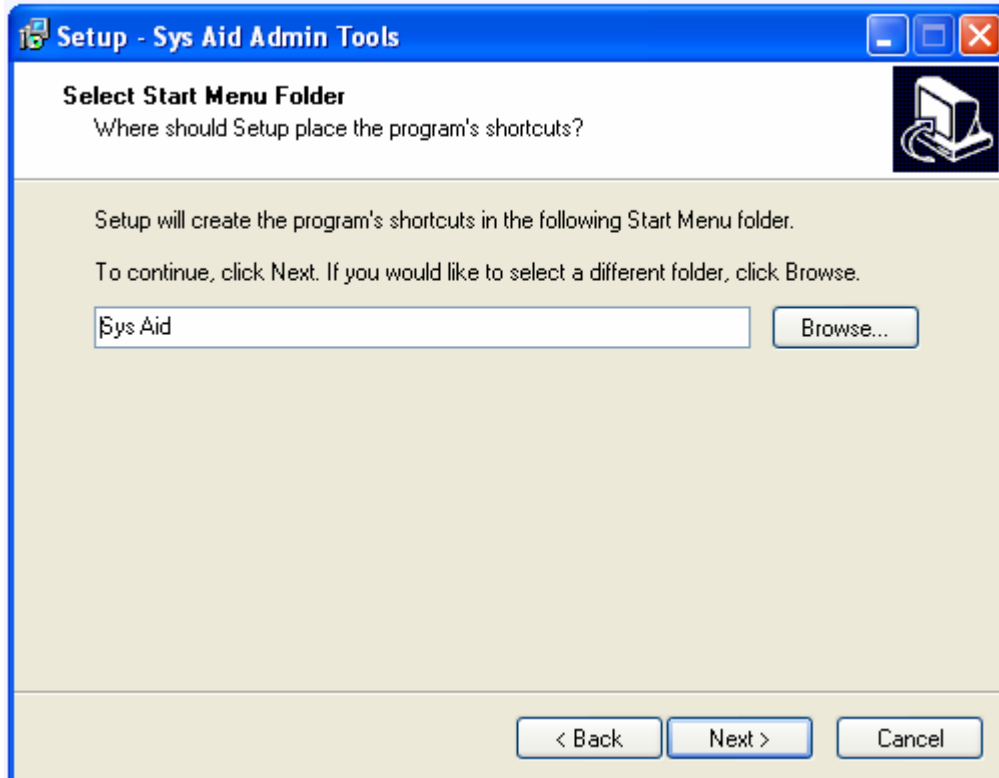 Setup - Sys Aid Admin Tools
Select Start Menu Folder
Where should Setup place the program's shortcuts?
Setup will create the program's shortcuts in the following Start Menu folder.
To continue, click Next. If you would like to select a different folder, click Browse.
Sys Aid
Browse...
< Back
Next >
Cancel